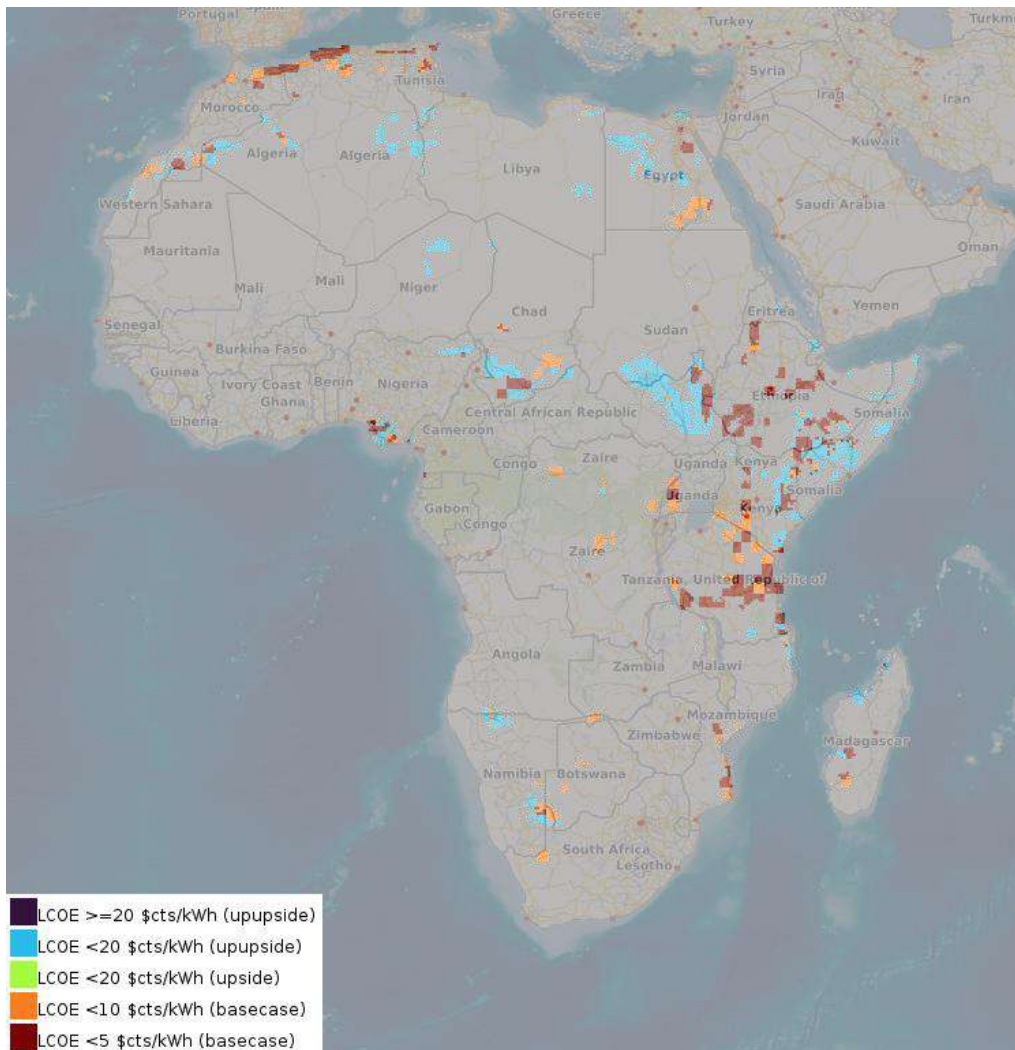 Portugal
Spain
Greece
Turkey
Turkm
Syria
Tunisia
Iraq
Iran
Morocco
Jordan
Kuwait
Algeria
Algeria
Libya
Egypt
Western Sahara
Saudi Arabia
Mauritania
Oman
Mali
Mali
Niger
Chad
Sudan
Eritrea
Yemen
Senegal
Burkina Faso
Guinea
Ivory Coast
Benin
Nigeria
Ethiopia
Ghana
Somalia
Liberia
Central African Republic
Cameroon
Congo
Zaire
Uganda
Kenya
Somalia
Uganda
Kenya
Gabon
Congo
Zaire
Tanzania, United Republic of
Angola
Zambia
Malawi
Mozambique
Zimbabwe
Madagascar
Namibia
Botswana
South Africa
Lesotho
LCOE >=20 $cts/kWh (upupside)
LCOE <20 $cts/kWh (upupside)
LCOE <20 $cts/kWh (upside)
LCOE <10 $cts/kWh (basecase)
LCOE <5 $cts/kWh (basecase)